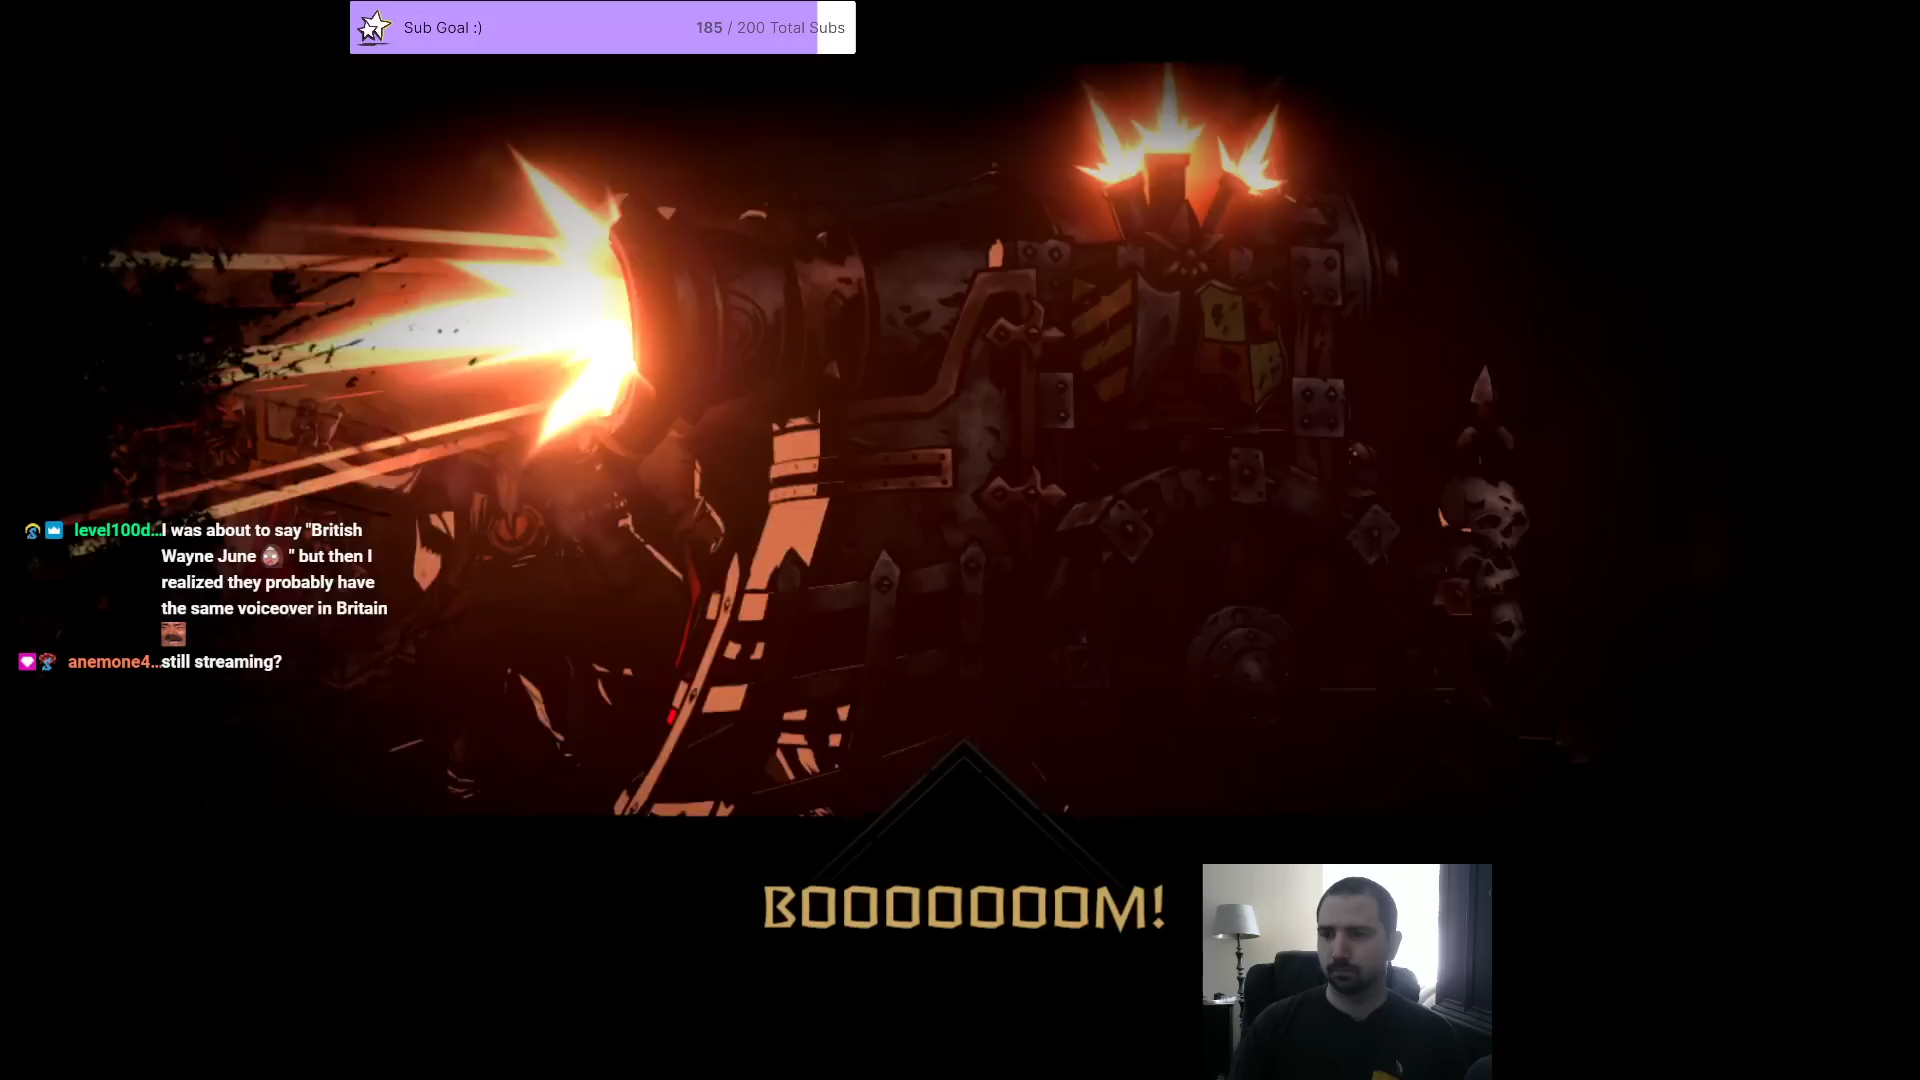 Sub Goal :)
185 / 200 Total Subs
level100d...I was about to say "British
Wayne June " but then I
realized they probably have
the same voiceover in Britain
anemone4...still streaming?
BOOOOOOOM!